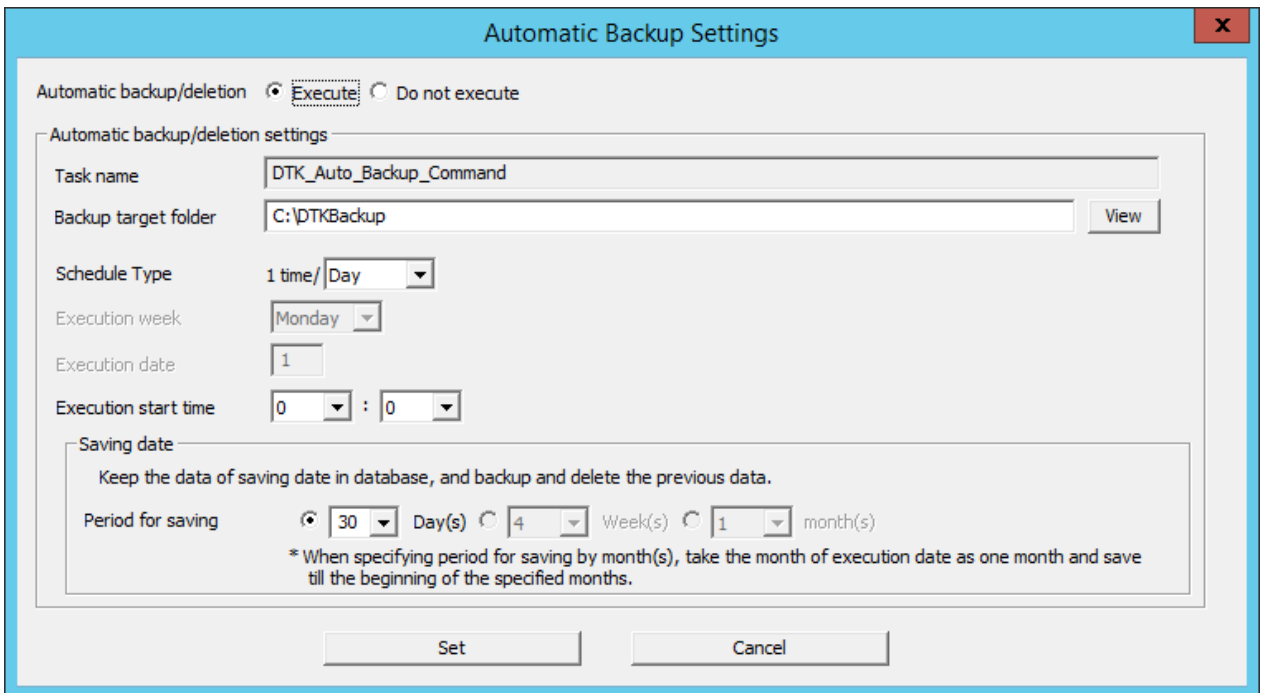 Automatic Backup Settings
x
Automatic backup/deletion Execute Do not execute
Automatic backup/deletion settings
Task name DTK_Auto_Backup_Command
Backup target folder C:\DTKBackup View
Schedule Type 1 time/ Day
Execution week Monday
Execution date 1
Execution start time 0 : 0
Saving date
Keep the data of saving date in database, and backup and delete the previous data.
Period for saving 30 Day(s) 4 Week(s) 1 month(s)
* When specifying period for saving by month(s), take the month of execution date as one month and save
till the beginning of the specified months.
Set Cancel